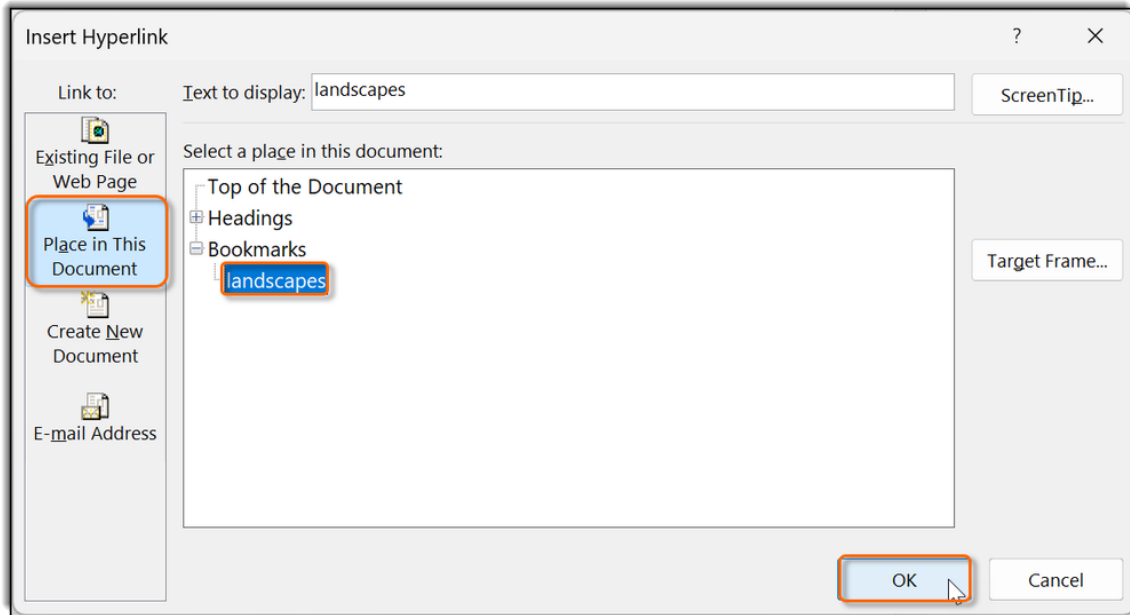 Insert Hyperlink
?
Link to:
Text to display:
landscapes
ScreenTip...
Existing File or
Web Page
Place in This
Document
Create New
Document
E-mail Address
Select a place in this document:
Top of the Document
Headings
Bookmarks
landscapes
Target Frame...
OK
Cancel